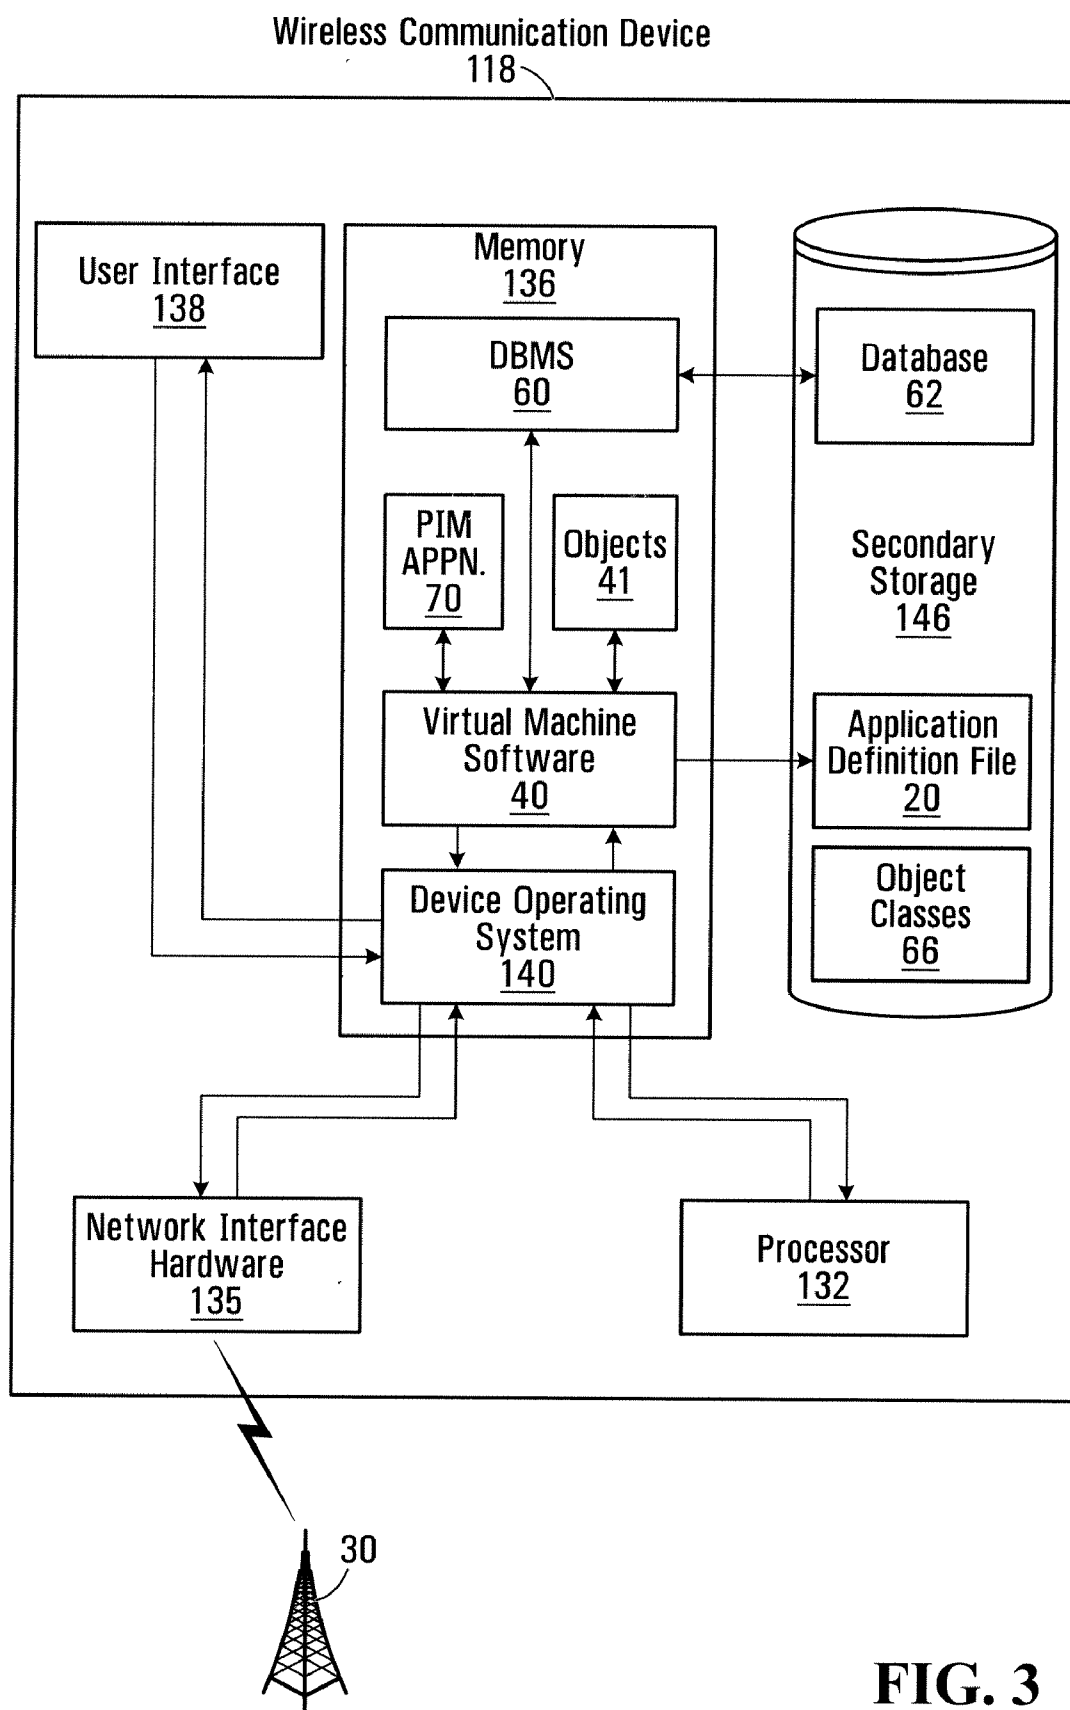 Wireless Communication Device
118
User Interface
138
Memory
136
DBMS
60
Database
62
PIM
APPN.
70
Objects
41
Secondary
Storage
146
Virtual Machine
Software
40
Application
Definition File
20
Device Operating
System
140
Object
Classes
66
Network Interface
Hardware
135
Processor
132
30
FIG. 3